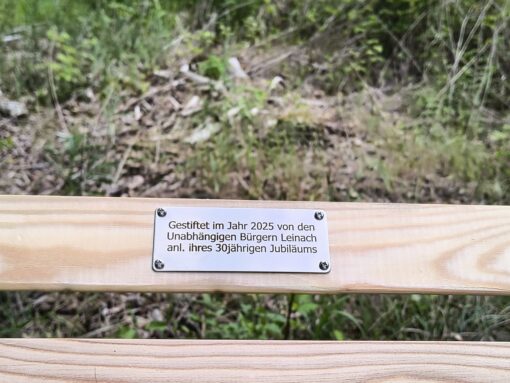 Gestiftet im Jahr 2025 von den
Unabhängigen Bürgern Leinach
anl. ihres 30jährigen Jubiläums